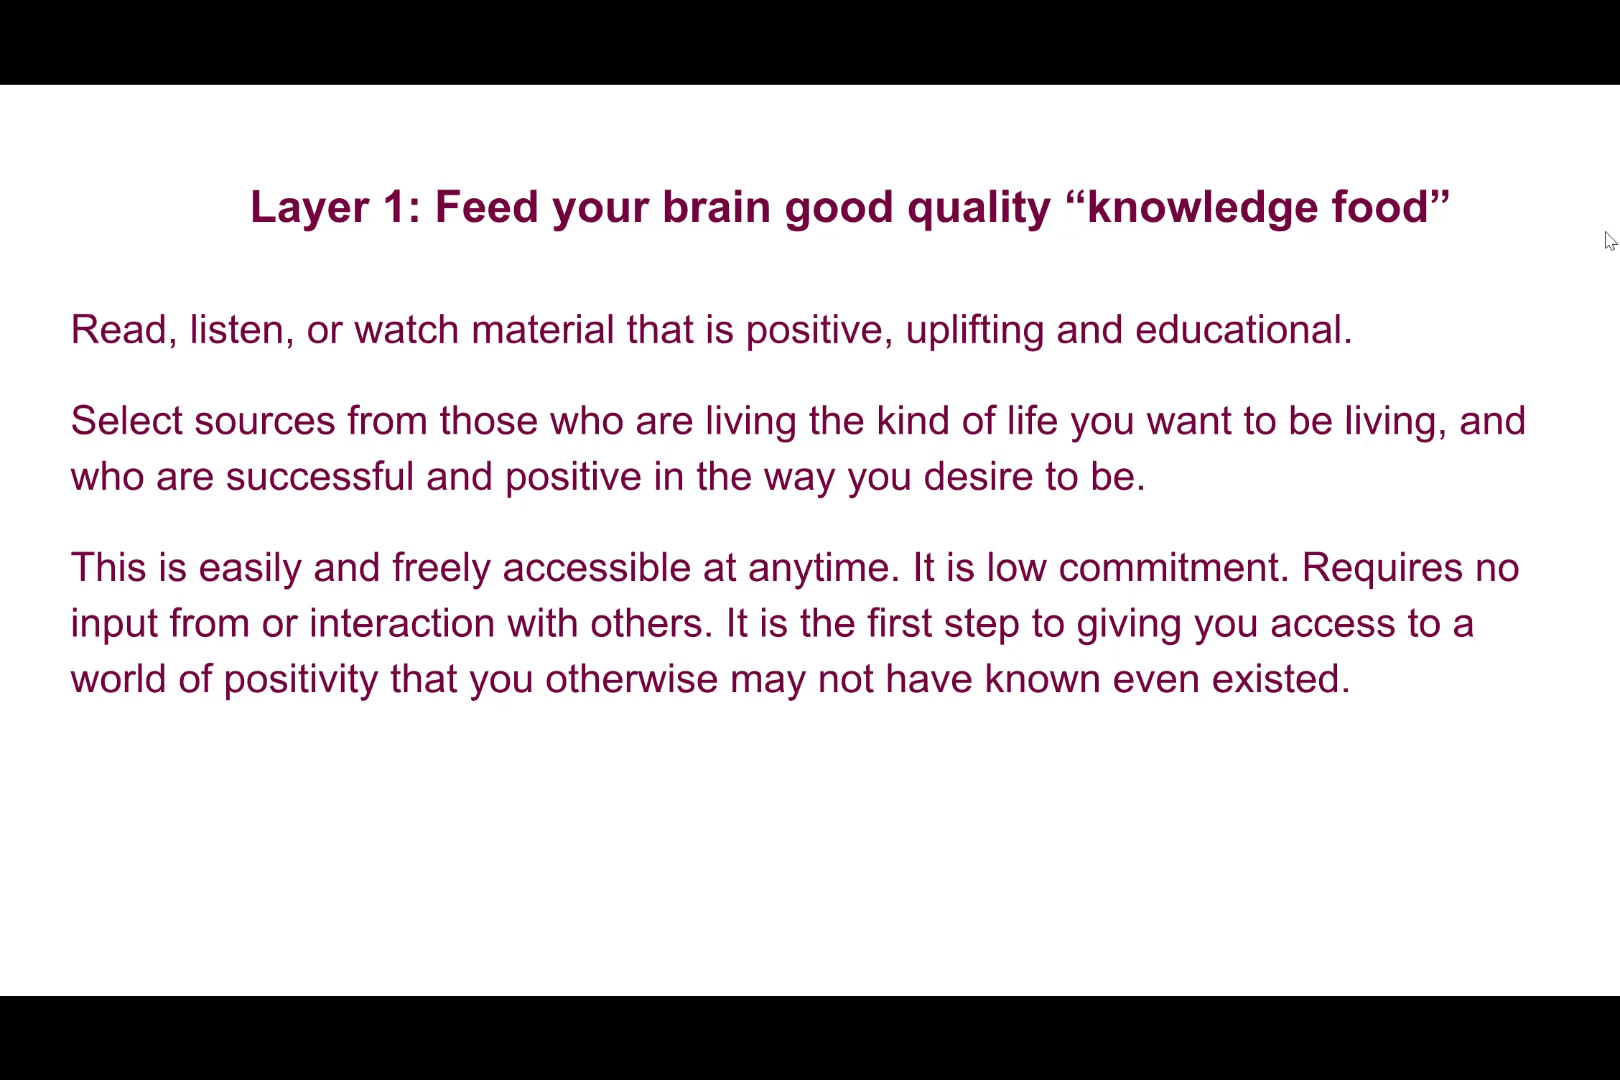 Layer 1: Feed your brain good quality “knowledge food”
Read, listen, or watch material that is positive, uplifting and educational.
Select sources from those who are living the kind of life you want to be living, and
who are successful and positive in the way you desire to be.
This is easily and freely accessible at anytime. It is low commitment. Requires no
input from or interaction with others. It is the first step to giving you access to a
world of positivity that you otherwise may not have known even existed.